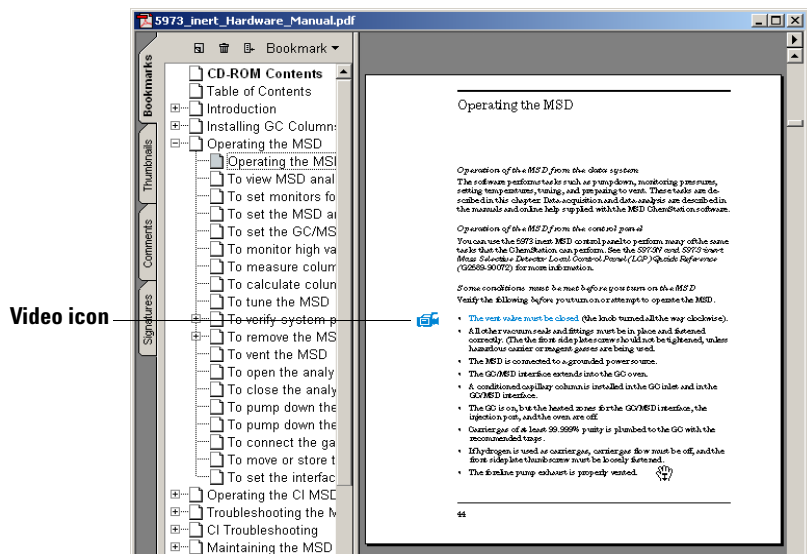 5973_inert_Hardware_Manual.pdf
Bookmark
Bookmarks
Thumbnails
Comments
Signatures
CD-ROM Contents
Table of Contents
Introduction
Installing GC Column
Operating the MSD
Operating the MSI
To view MSD anal
To set monitors fo
To set the MSD ar
To set the GC/MS
To monitor high va
To measure colum
To calculate colun
To tune the MSD
To verify system p
To remove the MS
To vent the MSD
To open the analy
To close the analy
To pump down the
To pump down the
To connect the ga
To move or store t
To set the interfac
Operating the CI MSD
Troubleshooting the M
CI Troubleshooting
Maintaining the MSD
Video icon
Operating the MSD
Operation of the MSD from the data system
The software performs tasks such as pumpdown, monitoring pressures,
setting temperatures, tuning, and preparing to vent. These tasks are de-
scribed in this chapter. Data acquisition and data analysis are described in
the manuals and online help supplied with the MSD ChemStation software.
Operation of the MSD from the control panel
You can use the 5973 inert MSD control panel to perform many of the same
tasks that the ChemStation can perform. See the 5973N and 5973 inert
Mass Selective Detector Local Control Panel (LCP) Quick Reference
(G2589-90072) for more information.
Some conditions must be met before you turn on the MSD
Verify the following before you turn on or attempt to operate the MSD.
• The vent valve must be closed (the knob turned all the way clockwise).
• All other vacuum seals and fittings must be in place and fastened
correctly. (The the front side plate screw should not be tightened, unless
hazardous carrier or reagent gasses are being used.
• The MSD is connected to a grounded power source.
• The GC/MSD interface extends into the GC oven.
• A conditioned capillary column is installed in the GC inlet and in the
GC/MSD interface.
• The GC is on, but the heated zones for the GC/MSD interface, the
injection port, and the oven are off.
• Carrier gas of at least 99.999% purity is plumbed to the GC with the
recommended traps.
• If hydrogen is used as carrier gas, carrier gas flow must be off, and the
front sideplate thumbscrew must be loosely fastened.
• The foreline pump exhaust is properly vented.
44